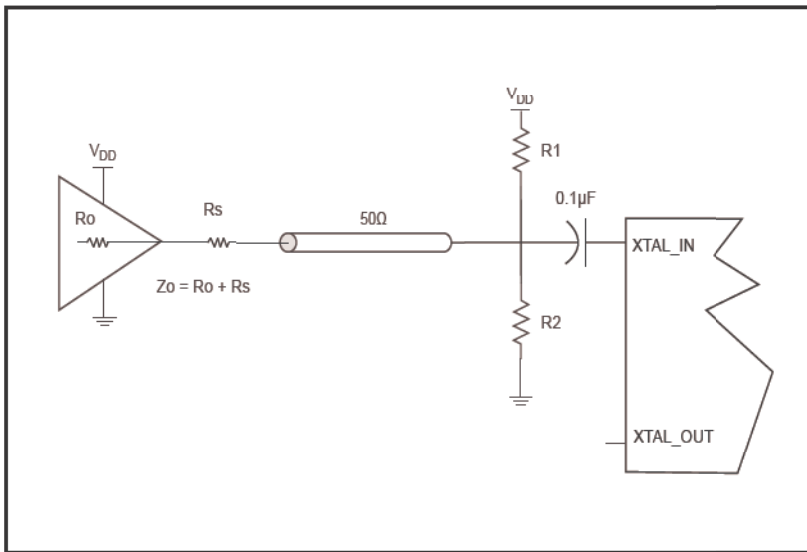 VDD
R1
VDD
Ro
Rs
50Ω
0.1µF
XTAL_IN
Zo = Ro + Rs
R2
XTAL_OUT